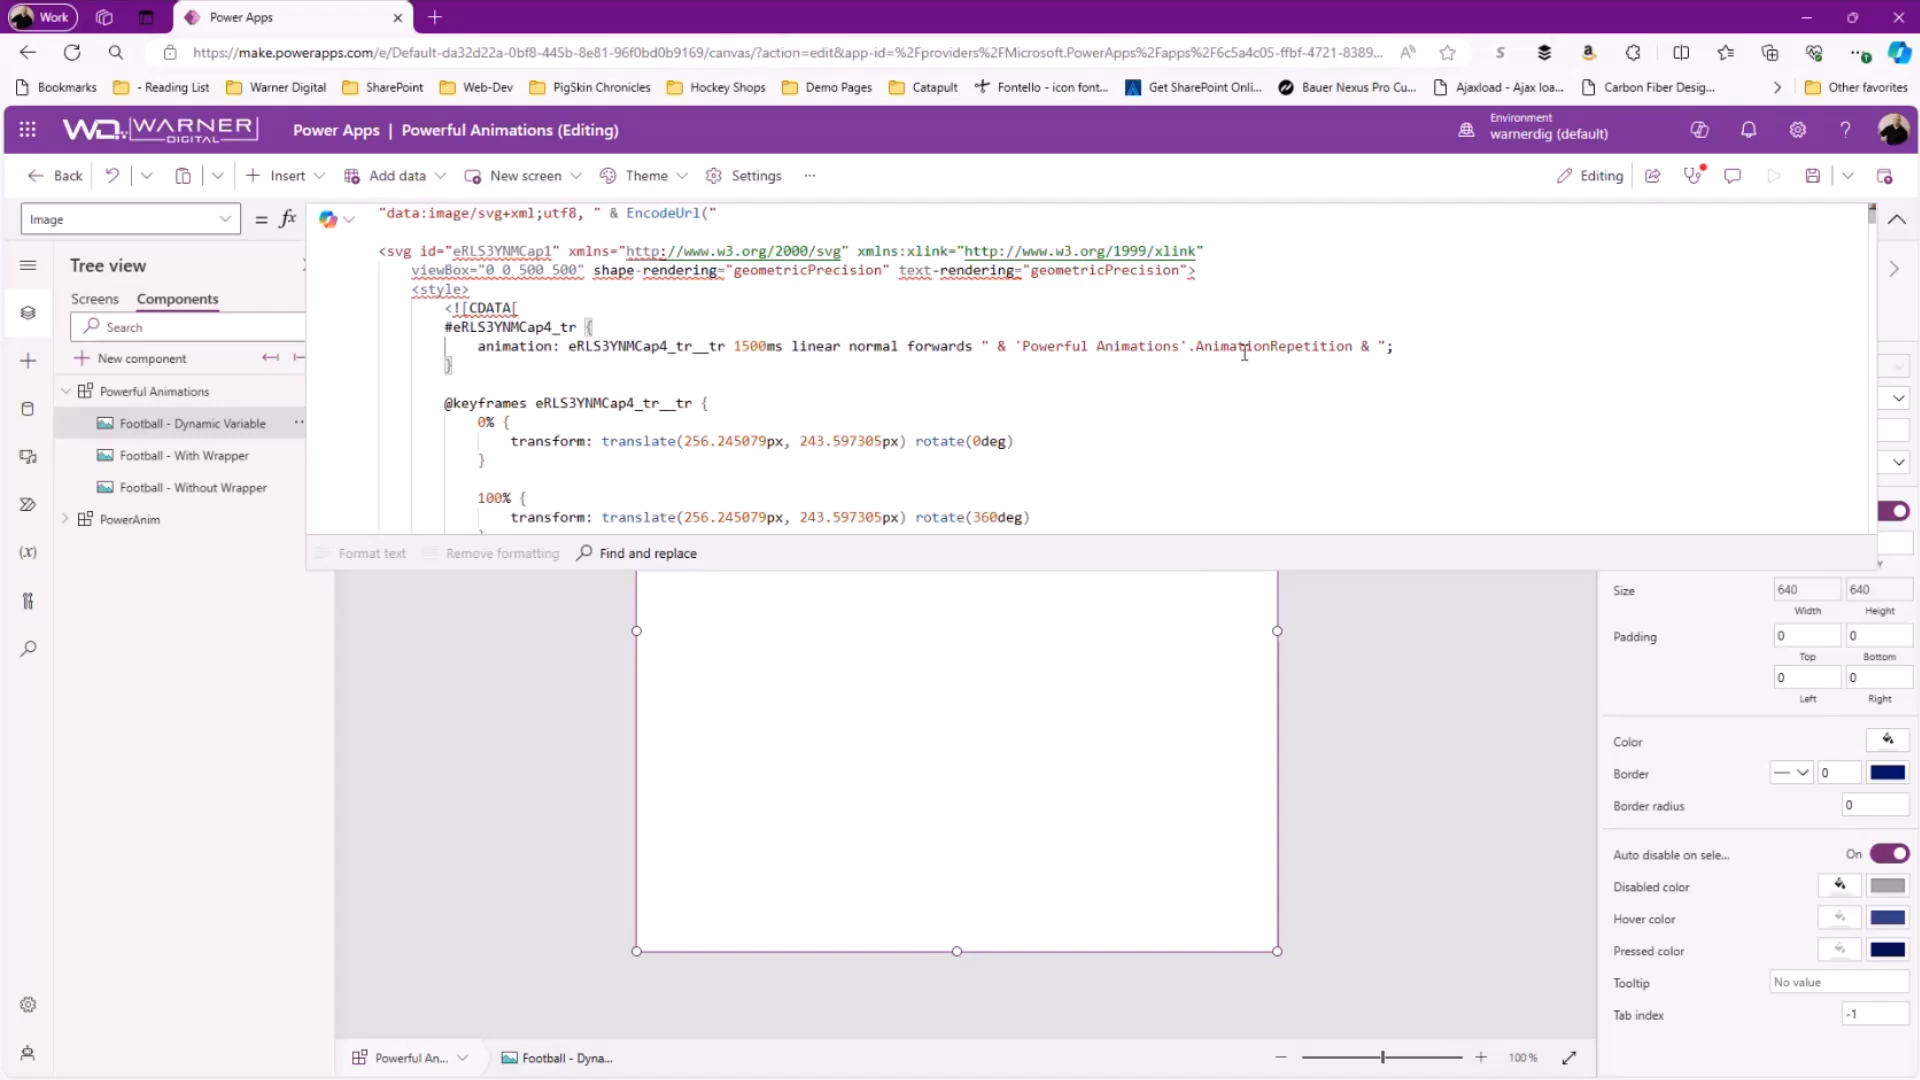 Work
Power Apps
https://make.powerapps.com/e/Default-da32d22a-0bf8-445b-8e81-96f0bd0b9169/canvas/?action=edit&app-id=%2Fproviders%2FMicrosoft.PowerApps%2Fapps%2F6c5a4c05-ffbf-4721-8389...
Bookmarks
- Reading List
Warner Digital
SharePoint
Web-Dev
PigSkin Chronicles
Hockey Shops
Demo Pages
Catapult
Fontello - icon font...
Get SharePoint Onli...
Bauer Nexus Pro Cu...
Ajaxload - Ajax loa...
Carbon Fiber Desig...
Other favorites
WD. WARNER DIGITAL
Power Apps | Powerful Animations (Editing)
Environment
warnerdig (default)
Back
Insert
Add data
New screen
Theme
Settings
Editing
Image
= fx
"data:image/svg+xml;utf8, " & EncodeUrl("
<svg id="eRLS3YNMCap1" xmlns="http://www.w3.org/2000/svg" xmlns:xlink="http://www.w3.org/1999/xlink"
viewBox="0 0 500 500" shape-rendering="geometricPrecision" text-rendering="geometricPrecision">
<style>
<![CDATA[
#eRLS3YNMCap4_tr {
animation: eRLS3YNMCap4_tr__tr 1500ms linear normal forwards " & 'Powerful Animations'.AnimationRepetition & ";
}
@keyframes eRLS3YNMCap4_tr__tr {
0% {
transform: translate(256.245079px, 243.597305px) rotate(0deg)
}
100% {
transform: translate(256.245079px, 243.597305px) rotate(360deg)
Format text
Remove formatting
Find and replace
Tree view
Screens
Components
Search
New component
Powerful Animations
Football - Dynamic Variable
Football - With Wrapper
Football - Without Wrapper
PowerAnim
Y
Size
640
640
Width
Height
Padding
0
0
Top
Bottom
0
0
Left
Right
Color
Border
0
Border radius
0
Auto disable on sele...
On
Disabled color
Hover color
Pressed color
Tooltip
No value
Tab index
-1
Powerful An...
Football - Dyna...
100 %